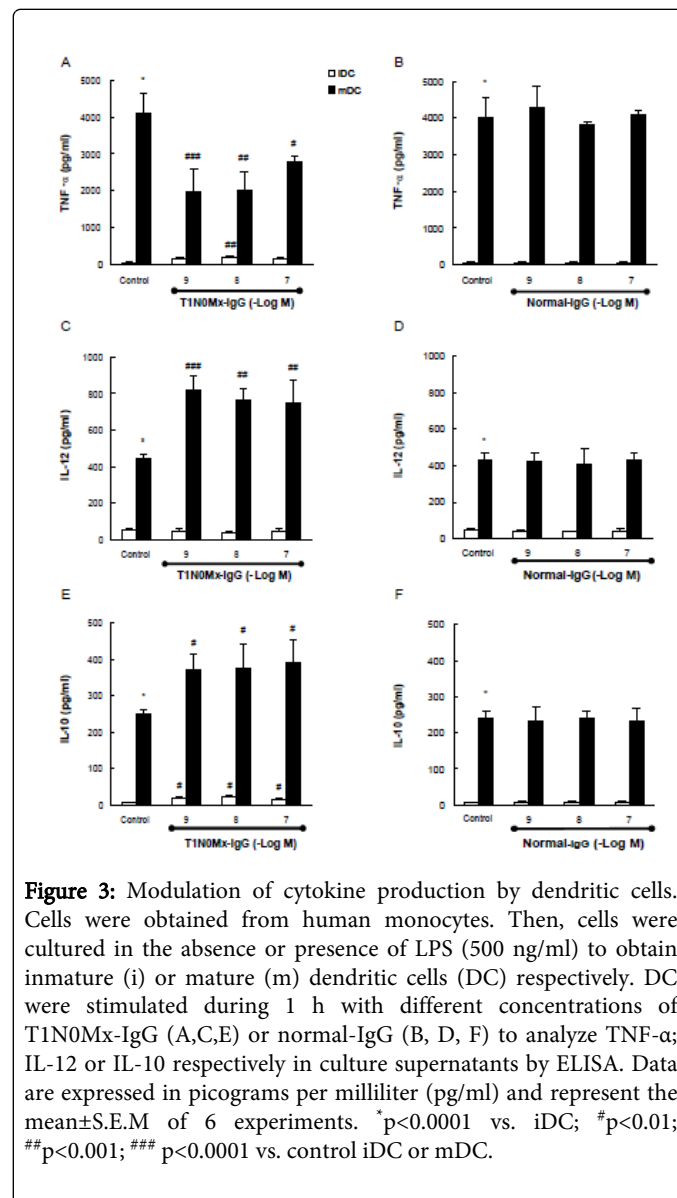 A
B
iDC
mDC
*
###
##
#
##
*
TNF-α (pg/ml)
5000
4000
3000
2000
1000
0
TNF-α (pg/ml)
5000
4000
3000
2000
1000
0
Control 9 8 7
T1N0Mx-IgG (-Log M)
Control 9 8 7
Normal-IgG (-Log M)
C
D
*
###
##
##
*
IL-12 (pg/ml)
1000
800
600
400
200
0
IL-12 (pg/ml)
1000
800
600
400
200
0
Control 9 8 7
T1N0Mx-IgG (-Log M)
Control 9 8 7
Normal-IgG (-Log M)
E
F
*
#
#
#
#
#
#
*
IL-10 (pg/ml)
500
400
300
200
100
0
IL-10 (pg/ml)
500
400
300
200
100
0
Control 9 8 7
T1N0Mx-IgG (-Log M)
Control 9 8 7
Normal-IgG (-Log M)
Figure 3: Modulation of cytokine production by dendritic cells.
Cells were obtained from human monocytes. Then, cells were
cultured in the absence or presence of LPS (500 ng/ml) to obtain
inmature (i) or mature (m) dendritic cells (DC) respectively. DC
were stimulated during 1 h with different concentrations of
T1N0Mx-IgG (A,C,E) or normal-IgG (B, D, F) to analyze TNF-α;
IL-12 or IL-10 respectively in culture supernatants by ELISA. Data
are expressed in picograms per milliliter (pg/ml) and represent the
mean±S.E.M of 6 experiments. *p<0.0001 vs. iDC; #p<0.01;
##p<0.001; ### p<0.0001 vs. control iDC or mDC.